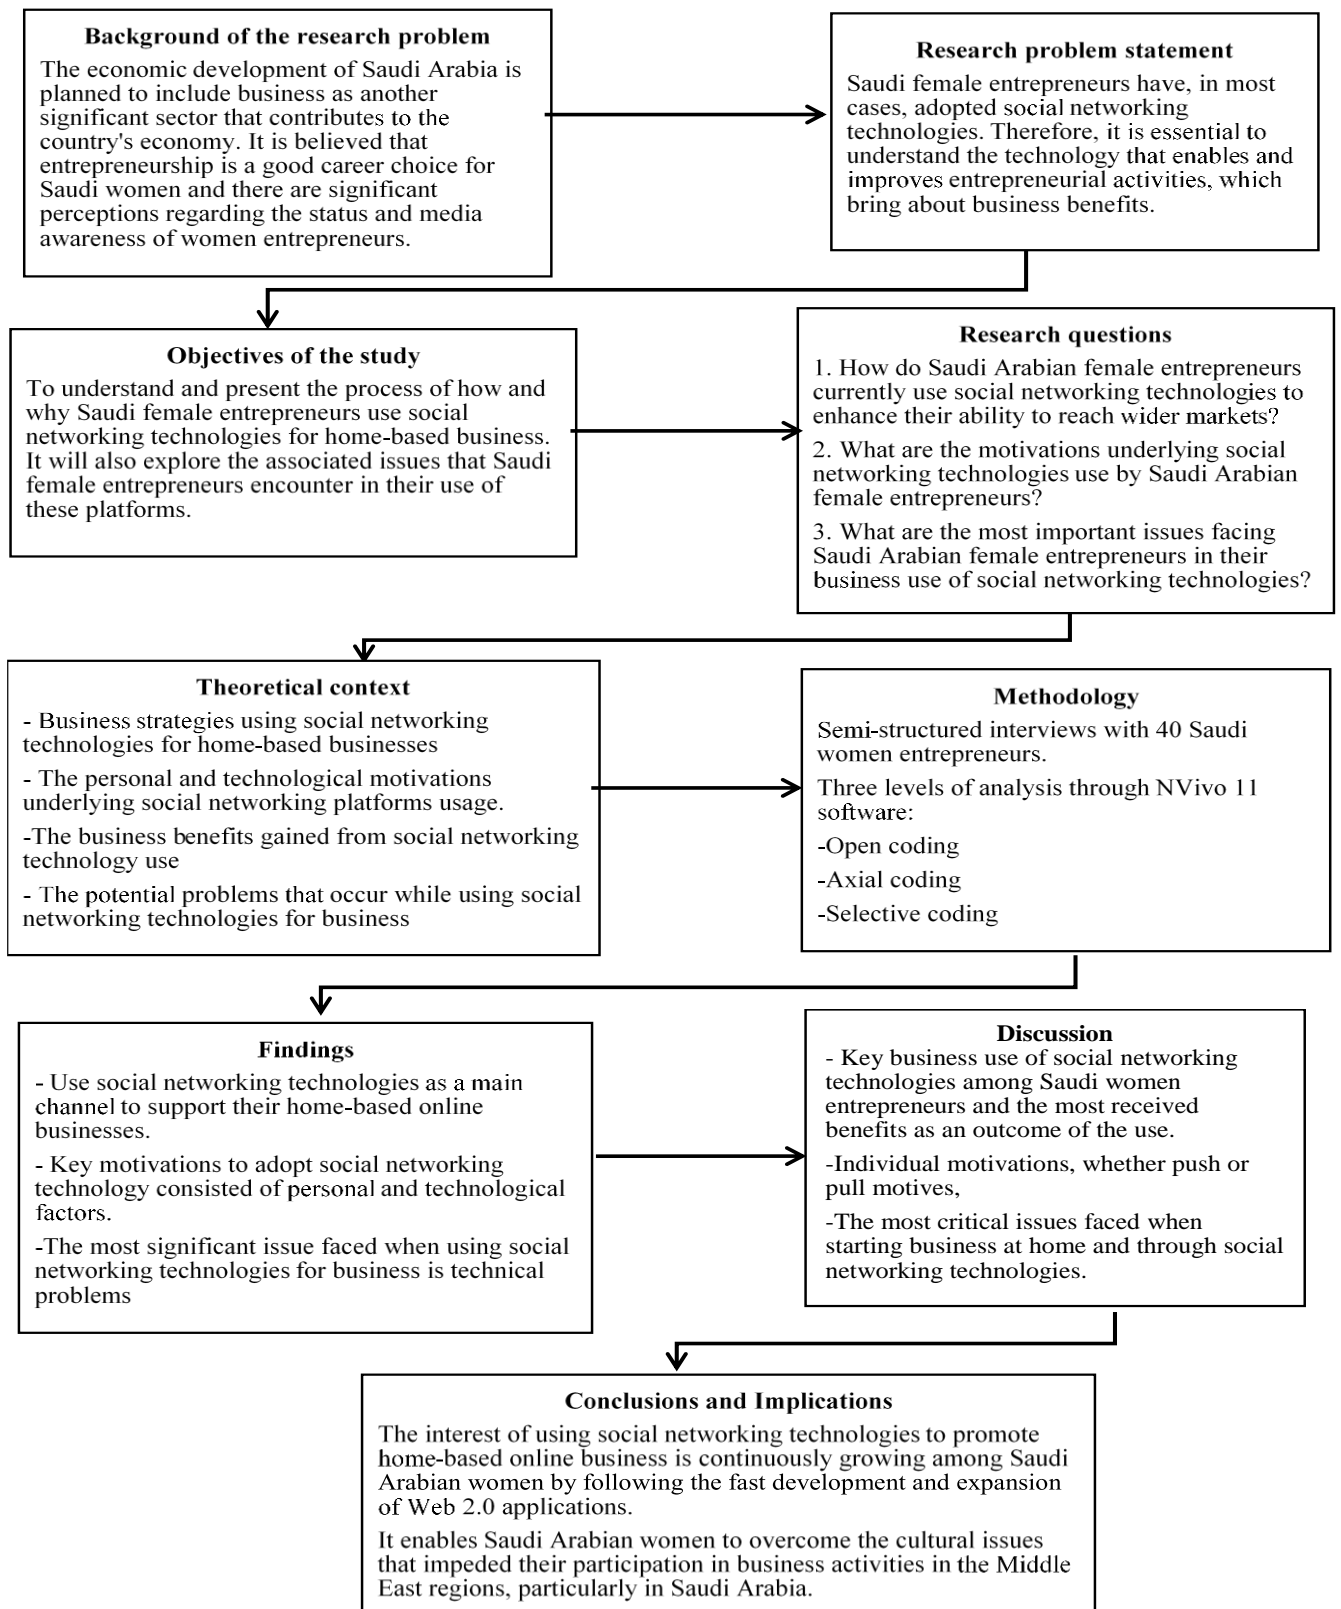 Background of the research problem
The economic development of Saudi Arabia is
planned to include business as another
significant sector that contributes to the
country's economy. It is believed that
entrepreneurship is a good career choice for
Saudi women and there are significant
perceptions regarding the status and media
awareness of women entrepreneurs.
Research problem statement
Saudi female entrepreneurs have, in most
cases, adopted social networking
technologies. Therefore, it is essential to
understand the technology that enables and
improves entrepreneurial activities, which
bring about business benefits.
Objectives of the study
To understand and present the process of how and
why Saudi female entrepreneurs use social
networking technologies for home-based business.
It will also explore the associated issues that Saudi
female entrepreneurs encounter in their use of
these platforms.
Research questions
1. How do Saudi Arabian female entrepreneurs
currently use social networking technologies to
enhance their ability to reach wider markets?
2. What are the motivations underlying social
networking technologies use by Saudi Arabian
female entrepreneurs?
3. What are the most important issues facing
Saudi Arabian female entrepreneurs in their
business use of social networking technologies?
Theoretical context
- Business strategies using social networking
technologies for home-based businesses
- The personal and technological motivations
underlying social networking platforms usage.
-The business benefits gained from social networking
technology use
- The potential problems that occur while using social
networking technologies for business
Methodology
Semi-structured interviews with 40 Saudi
women entrepreneurs.
Three levels of analysis through NVivo 11
software:
-Open coding
-Axial coding
-Selective coding
Findings
- Use social networking technologies as a main
channel to support their home-based online
businesses.
- Key motivations to adopt social networking
technology consisted of personal and technological
factors.
-The most significant issue faced when using social
networking technologies for business is technical
problems
Discussion
- Key business use of social networking
technologies among Saudi women
entrepreneurs and the most received
benefits as an outcome of the use.
-Individual motivations, whether push or
pull motives,
-The most critical issues faced when
starting business at home and through social
networking technologies.
Conclusions and Implications
The interest of using social networking technologies to promote
home-based online business is continuously growing among Saudi
Arabian women by following the fast development and expansion
of Web 2.0 applications.
It enables Saudi Arabian women to overcome the cultural issues
that impeded their participation in business activities in the Middle
East regions, particularly in Saudi Arabia.